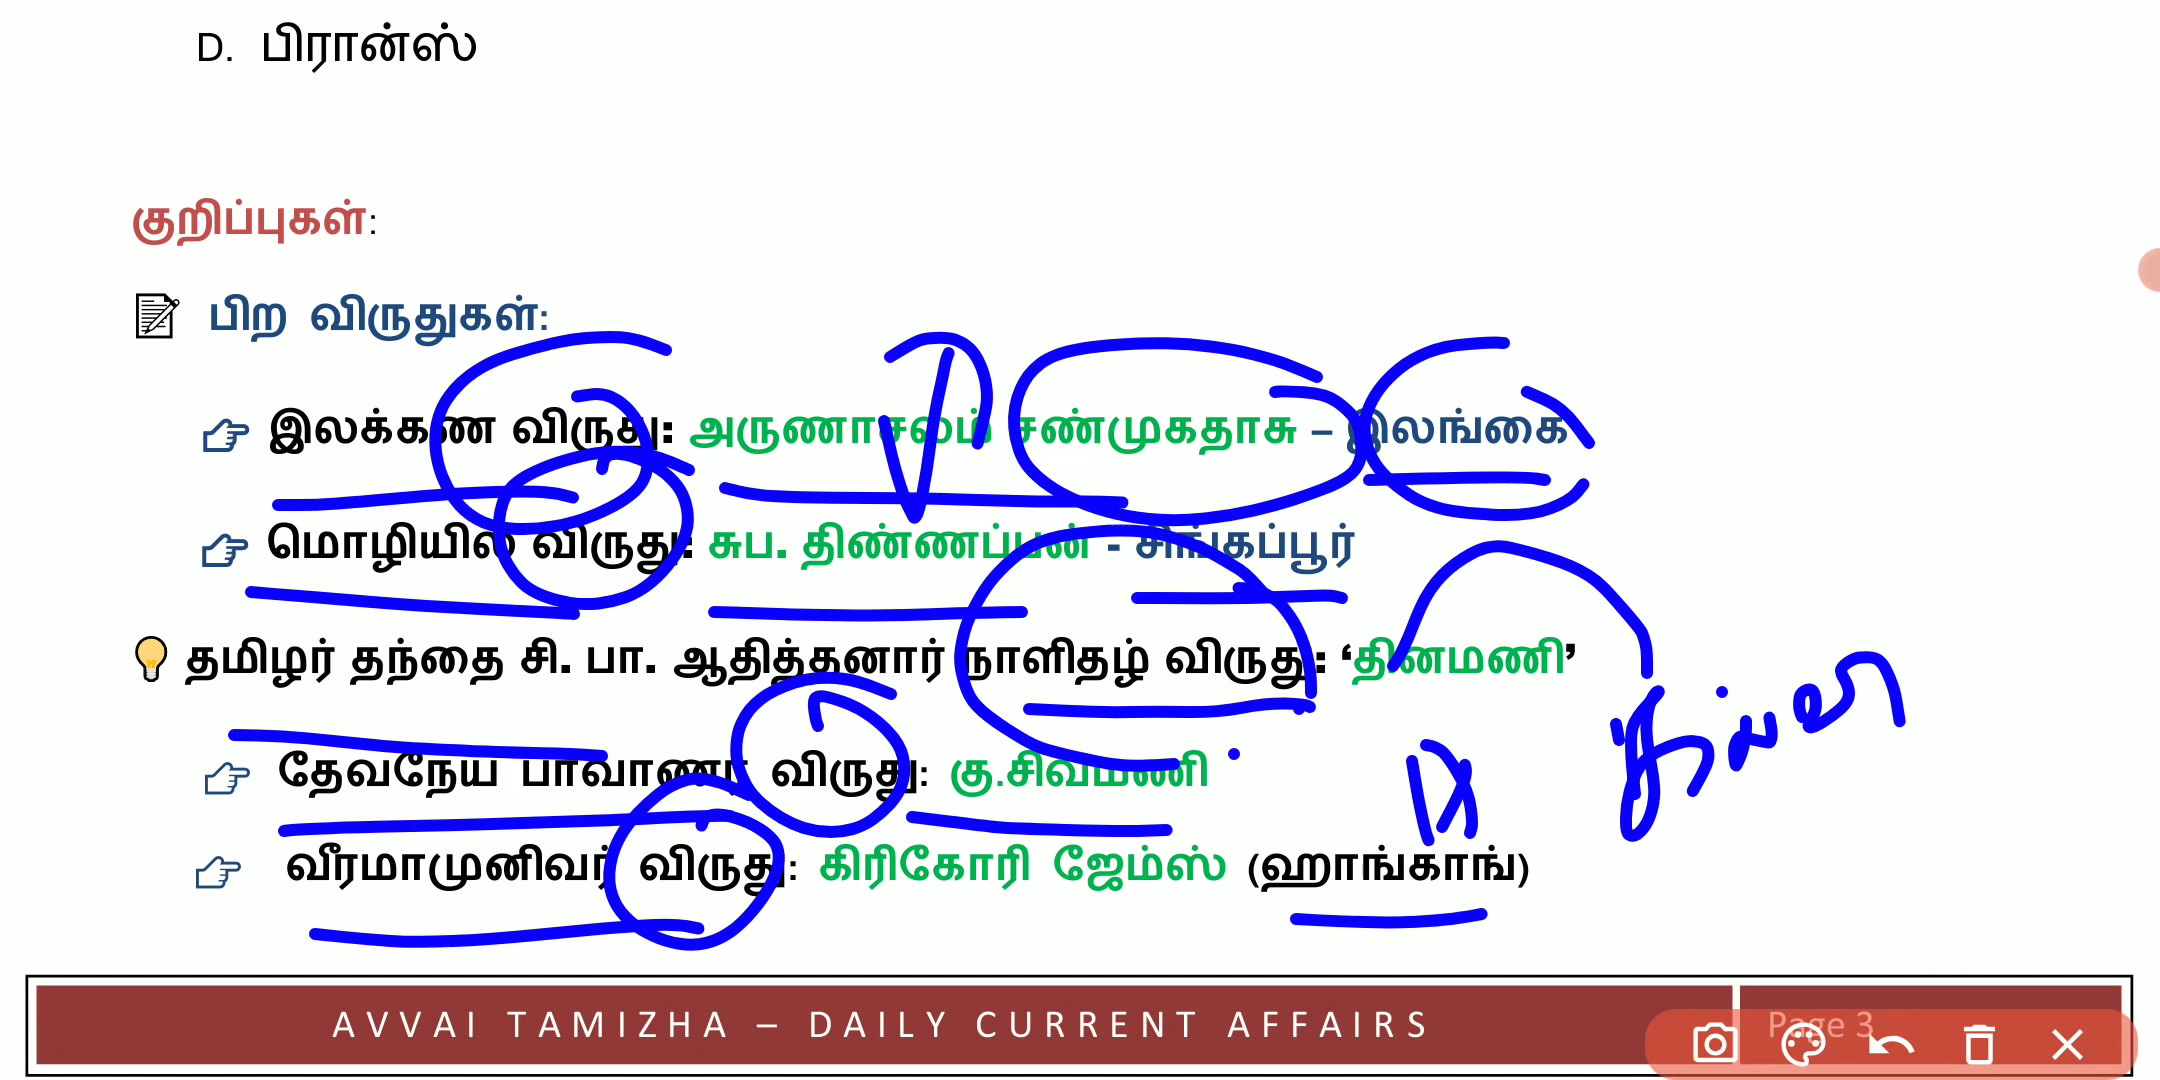 D. பிரான்ஸ்
குறிப்புகள்:
பிற விருதுகள்:
இலக்கண விருது: அருணாசலம் சண்முகதாசு – இலங்கை
மொழியில் விருது: சுப. திண்ணப்பன் - சிங்கப்பூர்
தமிழர் தந்தை சி. பா. ஆதித்தனார் நாளிதழ் விருது: ‘தினமணி’
தேவநேய பாவாணர் விருது: கு.சிவமணி
வீரமாமுனிவர் விருது: கிரிகோரி ஜேம்ஸ் (ஹாங்காங்)
AVVAI TAMIZHA – DAILY CURRENT AFFAIRS Page 3